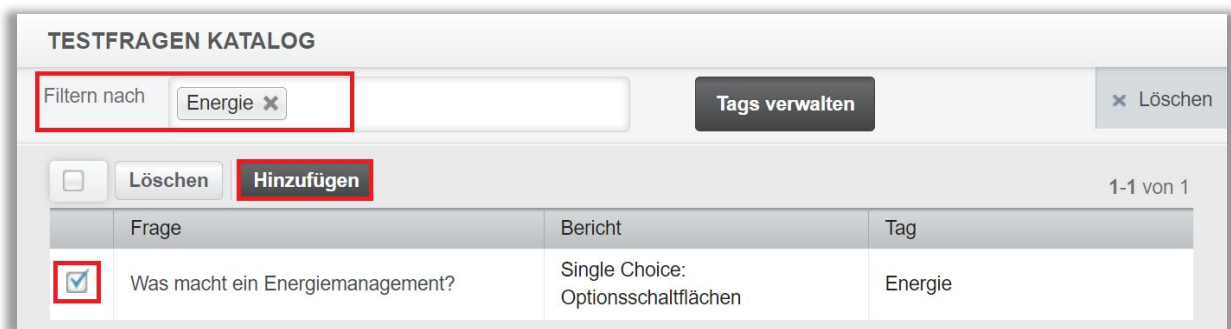 TESTFRAGEN KATALOG
Filtern nach Energie Tags verwalten Löschen
Löschen Hinzufügen 1-1 von 1
Frage Bericht Tag
Was macht ein Energiemanagement? Single Choice: Energie
Optionsschaltflächen